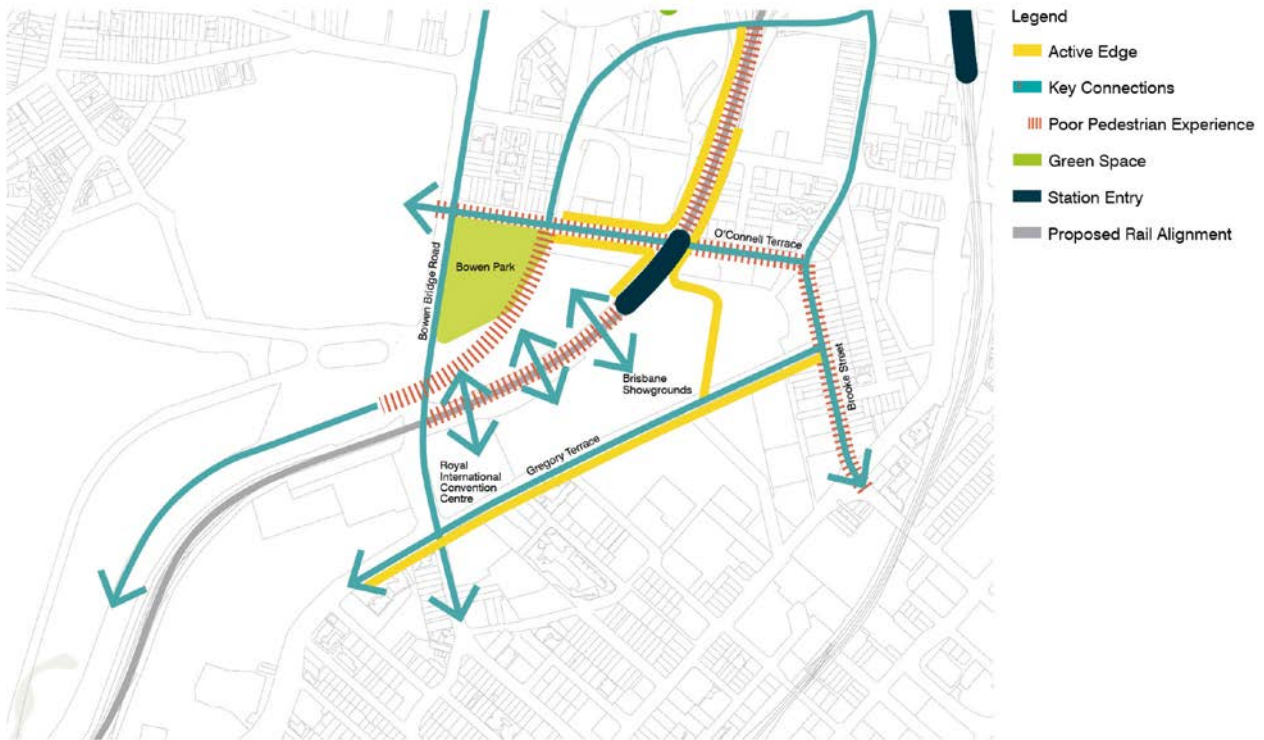 Legend
Active Edge
Key Connections
Poor Pedestrian Experience
Green Space
Station Entry
Proposed Rail Alignment
O'Connell Terrace
Bowen Bridge Road
Bowen Park
Brisbane
Showgrounds
Brooke Street
Gregory Terrace
Royal
International
Convention
Centre